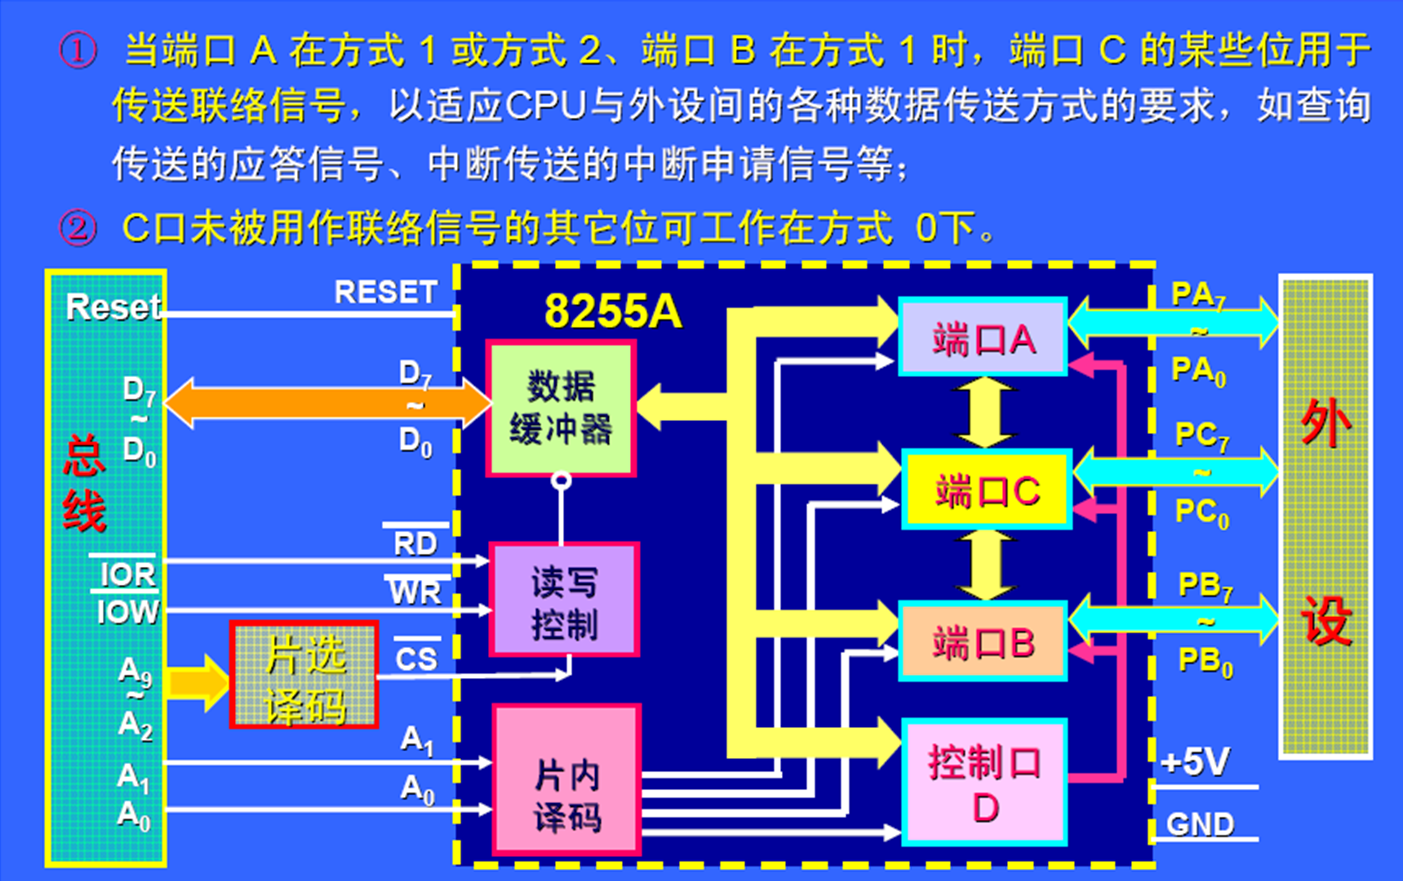 ① 当端口 A 在方式 1 或方式 2、端口 B 在方式 1 时，端口 C 的某些位用于
传送联络信号，以适应CPU与外设间的各种数据传送方式的要求，如查询
传送的应答信号、中断传送的中断申请信号等；
② C口未被用作联络信号的其它位可工作在方式 0下。
Reset
RESET
8255A
端口A
PA7
~
PA0
D7
~
D0
D7
~
D0
数据
缓冲器
总
线
端口C
PC7
~
PC0
外
设
IOR
IOW
RD
WR
读写
控制
CS
片选
译码
A9
~
A2
端口B
PB7
~
PB0
A1
A0
A1
A0
片内
译码
控制口
D
+5V
GND